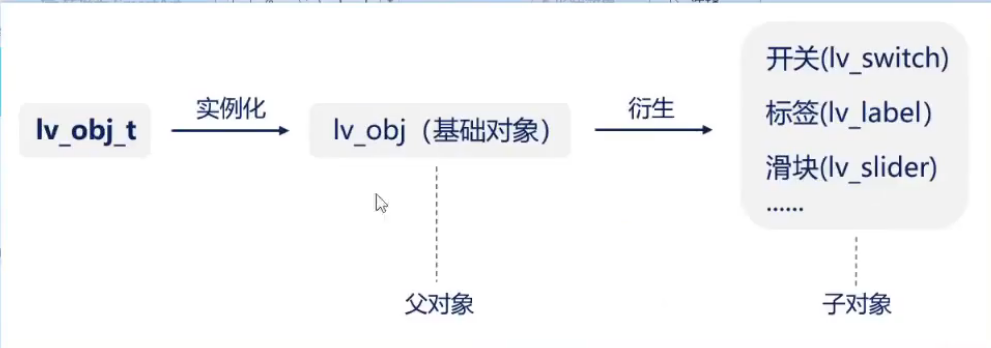 lv_obj_t
实例化
lv_obj（基础对象）
衍生
开关(lv_switch)
标签(lv_label）
滑块(lv_slider)
......
父对象
子对象